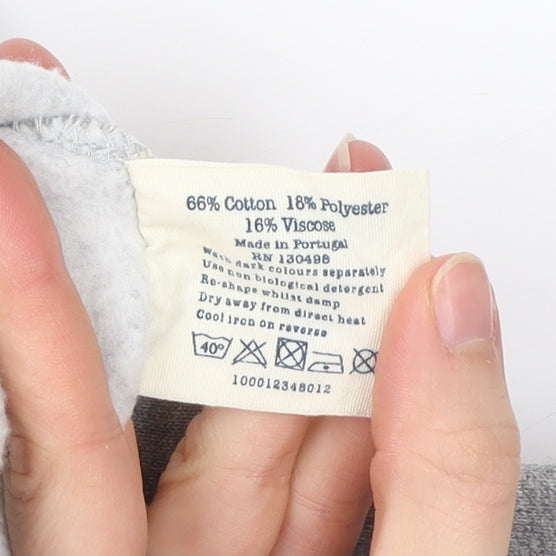 66% Cotton 18% Polyester
16% Viscose
Made in Portugal
RN 130498
Wash dark colours separately
Use non biological detergent
Re-shape whilst damp
Dry away from direct heat
Cool iron on reverse
40°
100012348012